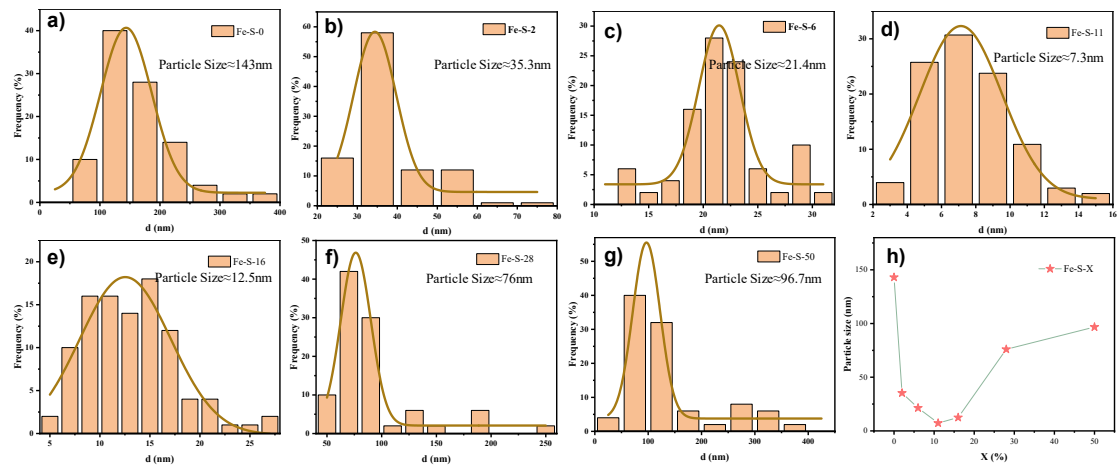 a)
Fe-S-0
Particle Size≈143nm
Frequency (%)
0
10
20
30
40
0
100
200
300
400
d (nm)
b)
Fe-S-2
Particle Size≈35.3nm
Frequency (%)
0
10
20
30
40
50
60
20
30
40
50
60
70
80
d (nm)
c)
Fe-S-6
Particle Size≈21.4nm
Frequency (%)
0
10
20
30
10
15
20
25
30
d (nm)
d)
Fe-S-11
Particle Size≈7.3nm
Frequency (%)
0
10
20
30
2
4
6
8
10
12
14
16
d (nm)
e)
Fe-S-16
Particle Size≈12.5nm
Frequency (%)
0
5
10
15
20
5
10
15
20
25
d (nm)
f)
Fe-S-28
Particle Size≈76nm
Frequency (%)
0
10
20
30
40
50
50
100
150
200
250
d (nm)
g)
Fe-S-50
Particle Size≈96.7nm
Frequency (%)
0
10
20
30
40
50
0
100
200
300
400
d (nm)
h)
Fe-S-X
Particle size (nm)
0
50
100
150
0
10
20
30
40
50
X (%)